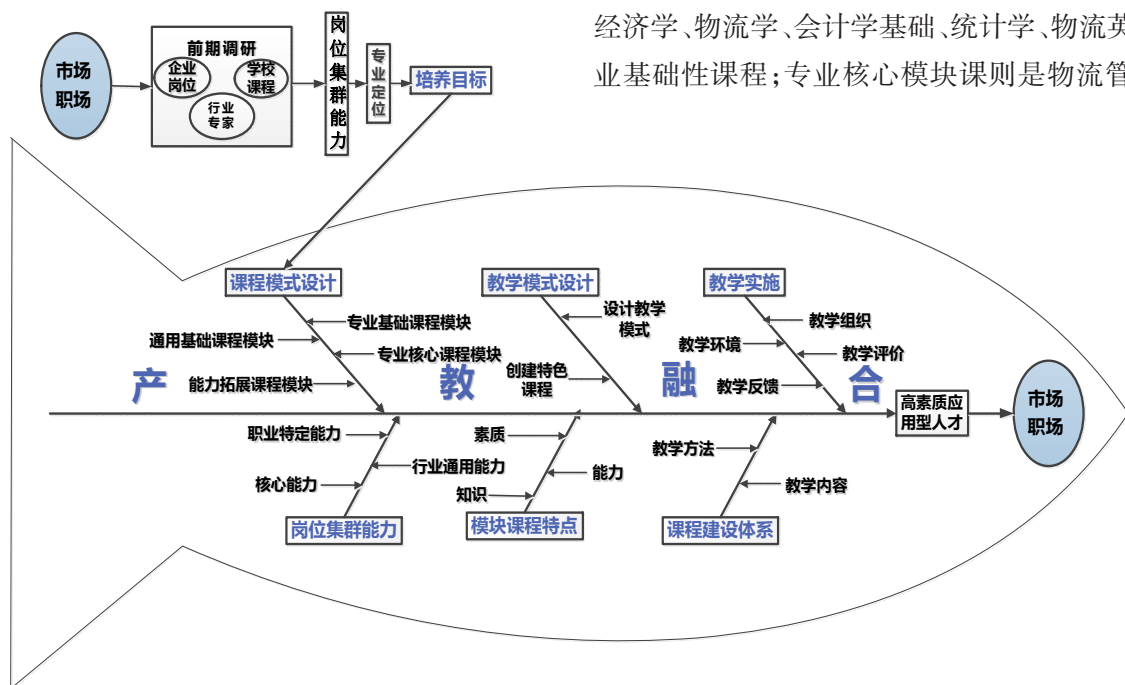 经济学、物流学、会计学基础、统计学、物流英
业基础性课程;专业核心模块课则是物流管
市场
职场
前期调研
企业
岗位
学校
课程
行业
专家
岗位集群能力
专业定位
培养目标
课程模式设计
教学模式设计
教学实施
专业基础课程模块
通用基础课程模块
专业核心课程模块
能力拓展课程模块
设计教学
模式
创建特色
课程
教学组织
教学环境
教学评价
教学反馈
产教融合
高素质应
用型人才
市场
职场
职业特定能力
行业通用能力
核心能力
岗位集群能力
素质
能力
知识
模块课程特点
教学方法
教学内容
课程建设体系